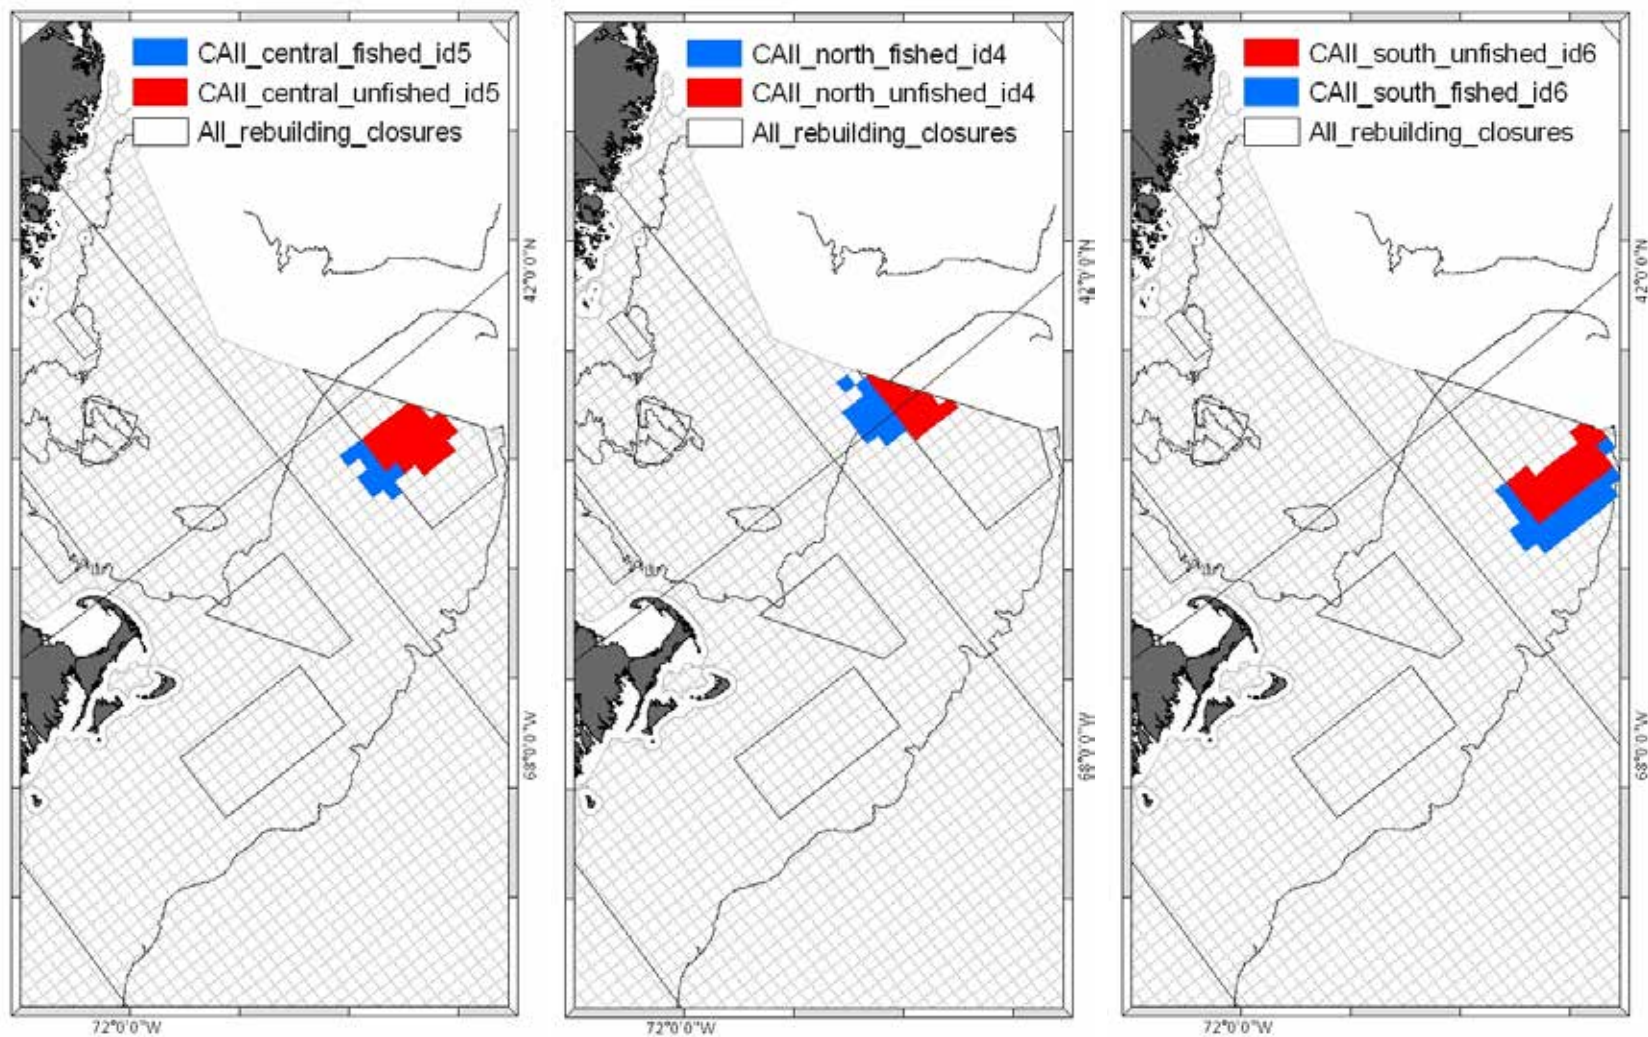 CAII_central_fished_id5
CAII_central_unfished_id5
All_rebuilding_closures
42°0'0"N
68°0'0"W
72°0'0"W
CAII_north_fished_id4
CAII_north_unfished_id4
All_rebuilding_closures
42°0'0"N
68°0'0"W
72°0'0"W
CAII_south_unfished_id6
CAII_south_fished_id6
All_rebuilding_closures
42°0'0"N
68°0'0"W
72°0'0"W